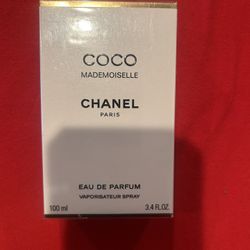 COCO
MADEMOISELLE
CHANEL
PARIS
EAU DE PARFUM
VAPORISATEUR SPRAY
100 ml 3.4 FL.OZ.